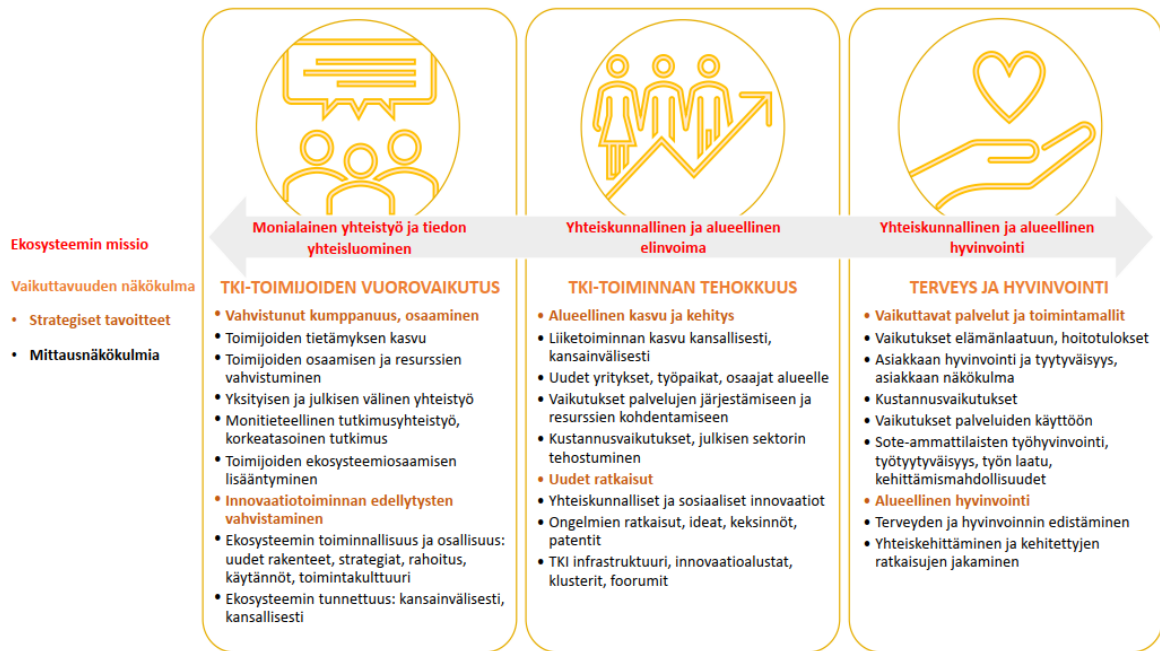 Ekosysteemin missio
Monialainen yhteistyö ja tiedon
yhteisluominen
Yhteiskunnallinen ja alueellinen
elinvoima
Yhteiskunnallinen ja alueellinen
hyvinvointi
Vaikuttavuuden näkökulma
• Strategiset tavoitteet
• Mittausnäkökulmia
TKI-TOIMIJOIDEN VUOROVAIKUTUS
• Vahvistunut kumppanuus, osaaminen
• Toimijoiden tietämyksen kasvu
• Toimijoiden osaamisen ja resurssien
vahvistuminen
• Yksityisen ja julkisen välinen yhteistyö
• Monitieteellinen tutkimusyhteistyö,
korkeatasoinen tutkimus
• Toimijoiden ekosysteemiosaamisen
lisääntyminen
• Innovaatiotoiminnan edellytysten
vahvistaminen
• Ekosysteemin toiminnallisuus ja osallisuus:
uudet rakenteet, strategiat, rahoitus,
käytännöt, toimintakulttuuri
• Ekosysteemin tunnettuus: kansainvälisesti,
kansallisesti
TKI-TOIMINNAN TEHOKKUUS
• Alueellinen kasvu ja kehitys
• Liiketoiminnan kasvu kansallisesti,
kansainvälisesti
• Uudet yritykset, työpaikat, osaajat alueelle
• Vaikutukset palvelujen järjestämiseen ja
resurssien kohdentamiseen
• Kustannusvaikutukset, julkisen sektorin
tehostuminen
• Uudet ratkaisut
• Yhteiskunnalliset ja sosiaaliset innovaatiot
• Ongelmien ratkaisut, ideat, keksinnöt,
patentit
• TKI infrastruktuuri, innovaatioalustat,
klusterit, foorumit
TERVEYS JA HYVINVOINTI
• Vaikuttavat palvelut ja toimintamallit
• Vaikutukset elämänlaatuun, hoitotulokset
• Asiakkaan hyvinvointi ja tyytyväisyys,
asiakkaan näkökulma
• Kustannusvaikutukset
• Vaikutukset palveluiden käyttöön
• Sote-ammattilaisten työhyvinvointi,
työtyytyväisyys, työn laatu,
kehittämismahdollisuudet
• Alueellinen hyvinvointi
• Terveyden ja hyvinvoinnin edistäminen
• Yhteiskehittäminen ja kehitettyjen
ratkaisujen jakaminen